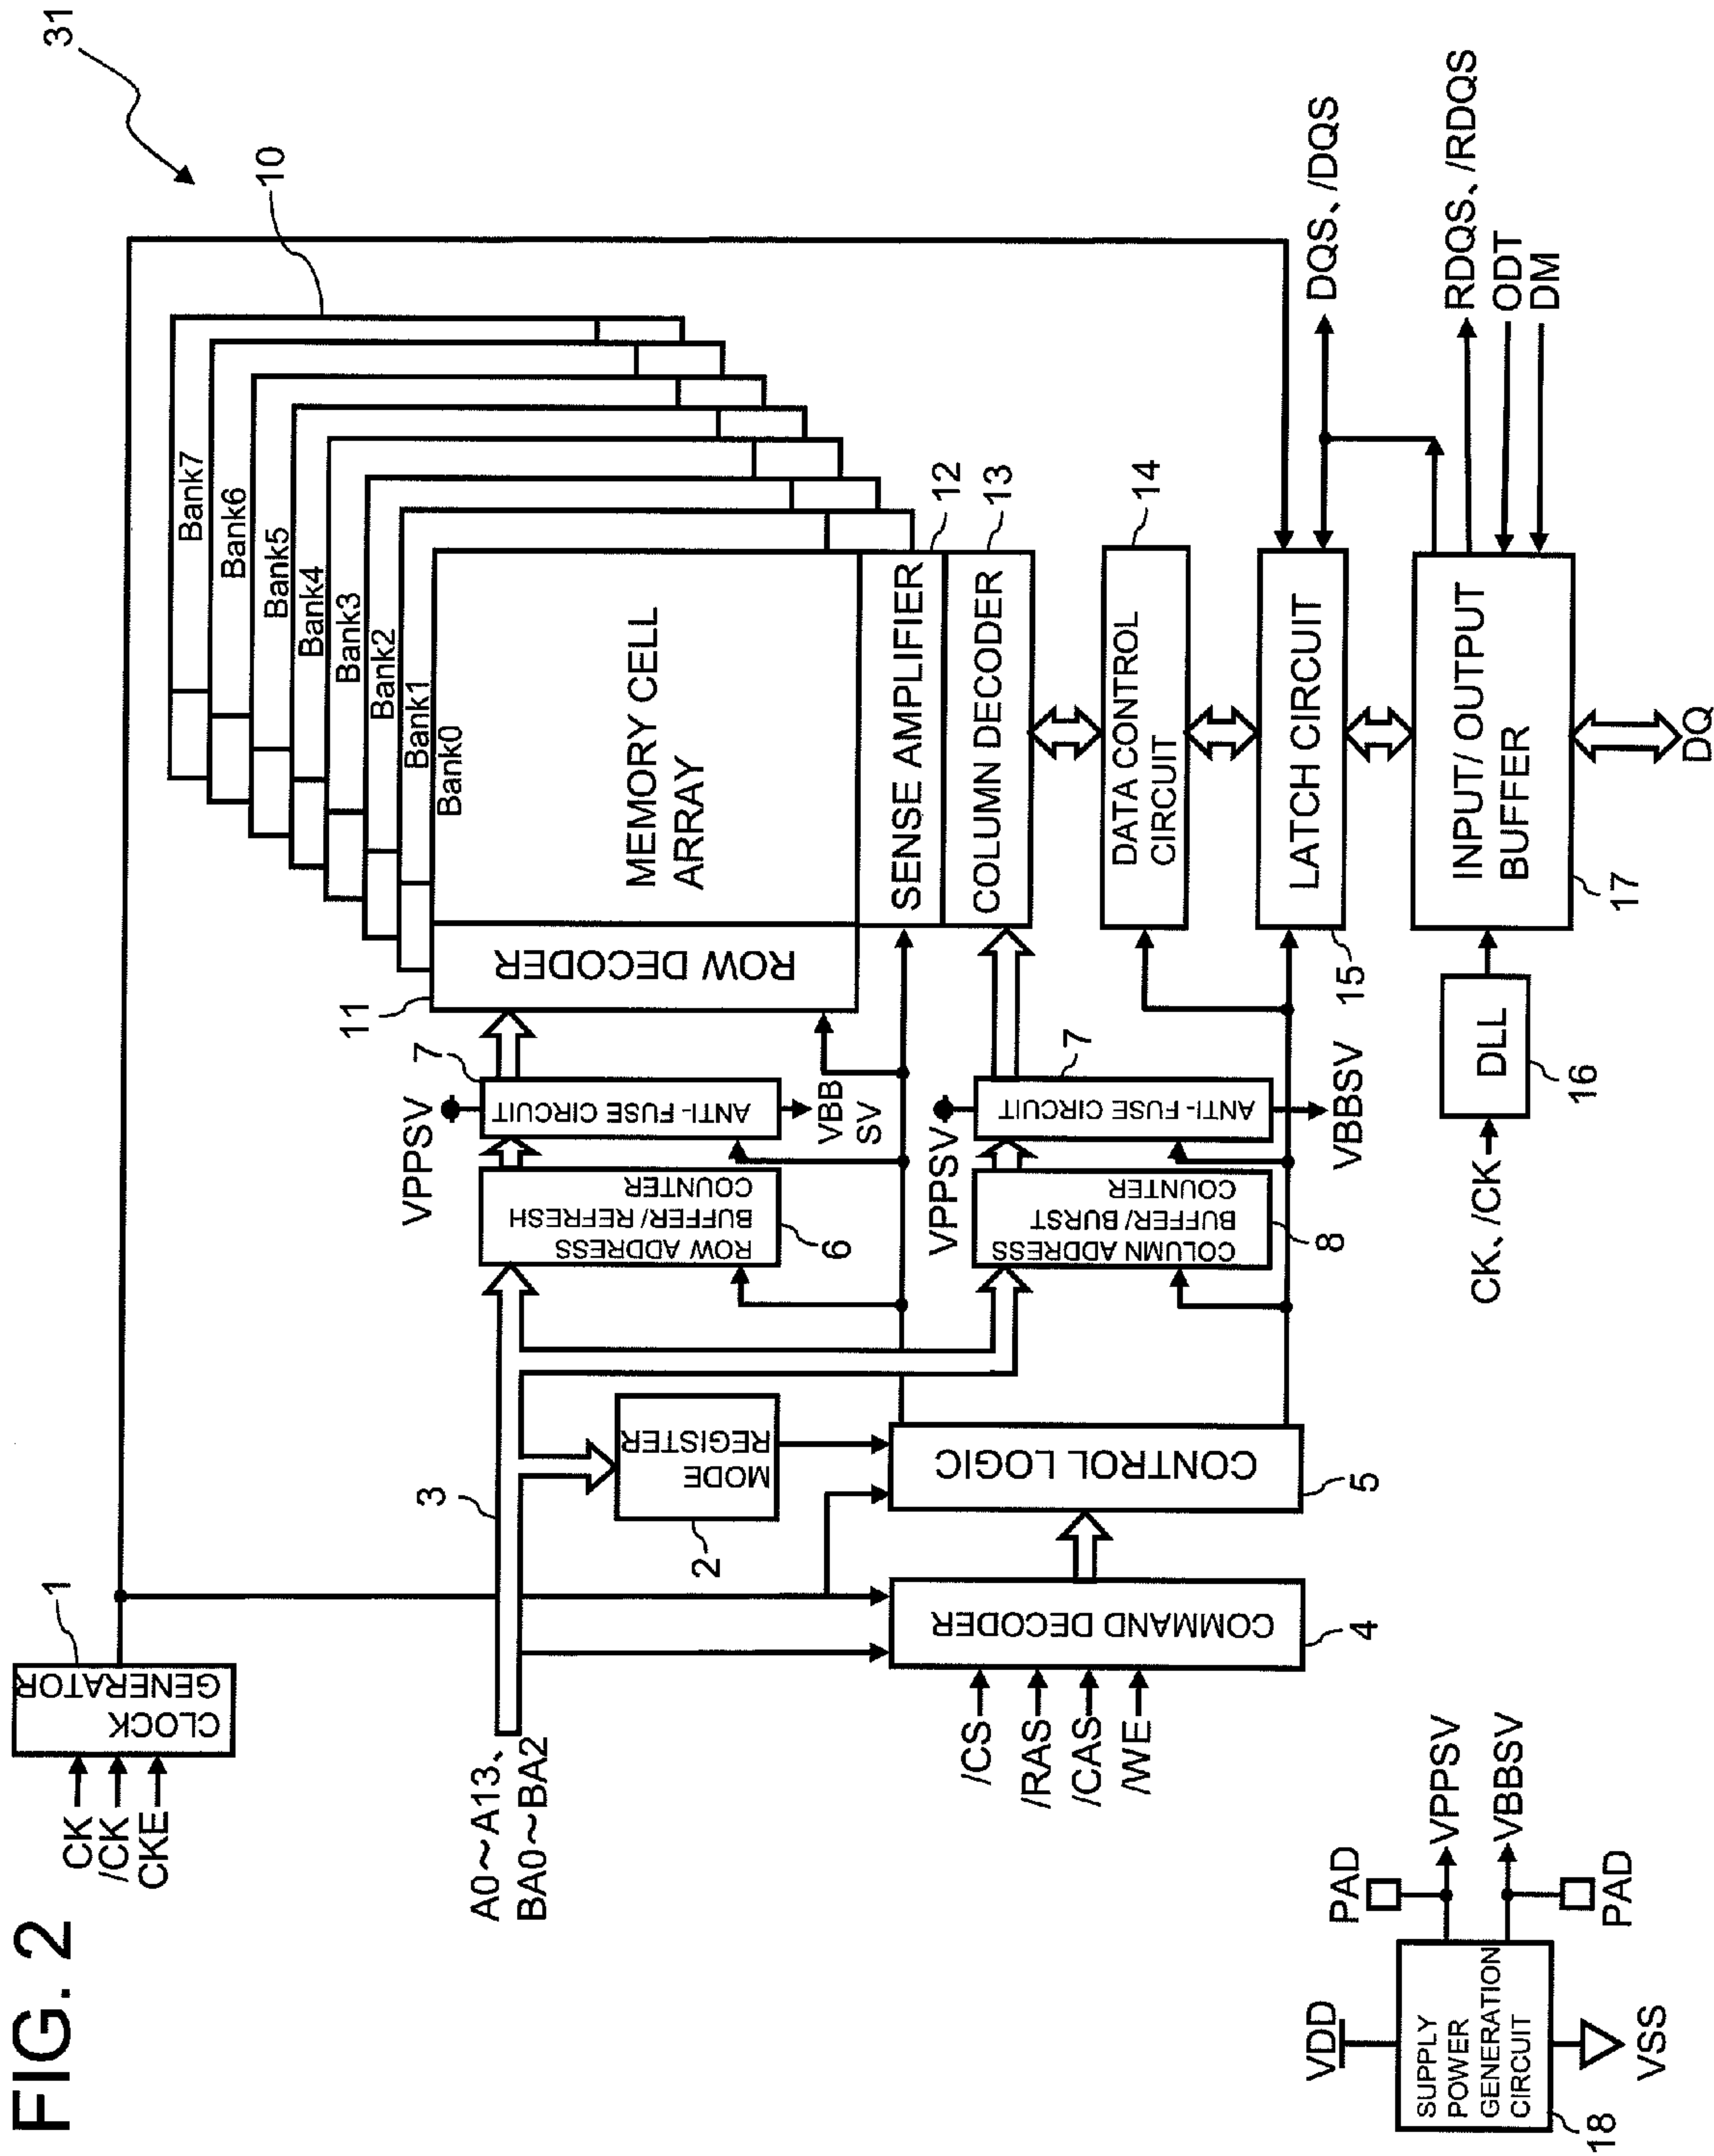 FIG. 2
31
CK
/CK
CKE
CLOCK
GENERATOR
1
A0～A13、
BA0～BA2
3
MODE
REGISTER
2
/CS
/RAS
/CAS
/WE
COMMAND DECODER
4
CONTROL LOGIC
5
ROW ADDRESS
BUFFER/REFRESH
COUNTER
6
VPPSV
ANTI-FUSE CIRCUIT
7
VBB
SV
COLUMN ADDRESS
BUFFER/BURST
COUNTER
8
VPPSV
ANTI-FUSE CIRCUIT
7
VBBSV
ROW DECODER
11
Bank7
Bank6
Bank5
Bank4
Bank3
Bank2
Bank1
Bank0
10
MEMORY CELL
ARRAY
SENSE AMPLIFIER
12
COLUMN DECODER
13
DATA CONTROL
CIRCUIT
14
LATCH CIRCUIT
15
DQS、/DQS
CK、/CK
DLL
16
INPUT/OUTPUT
BUFFER
17
RDQS、/RDQS
ODT
DM
DQ
VDD
SUPPLY
POWER
GENERATION
CIRCUIT
18
VSS
PAD
VPPSV
VBBSV
PAD